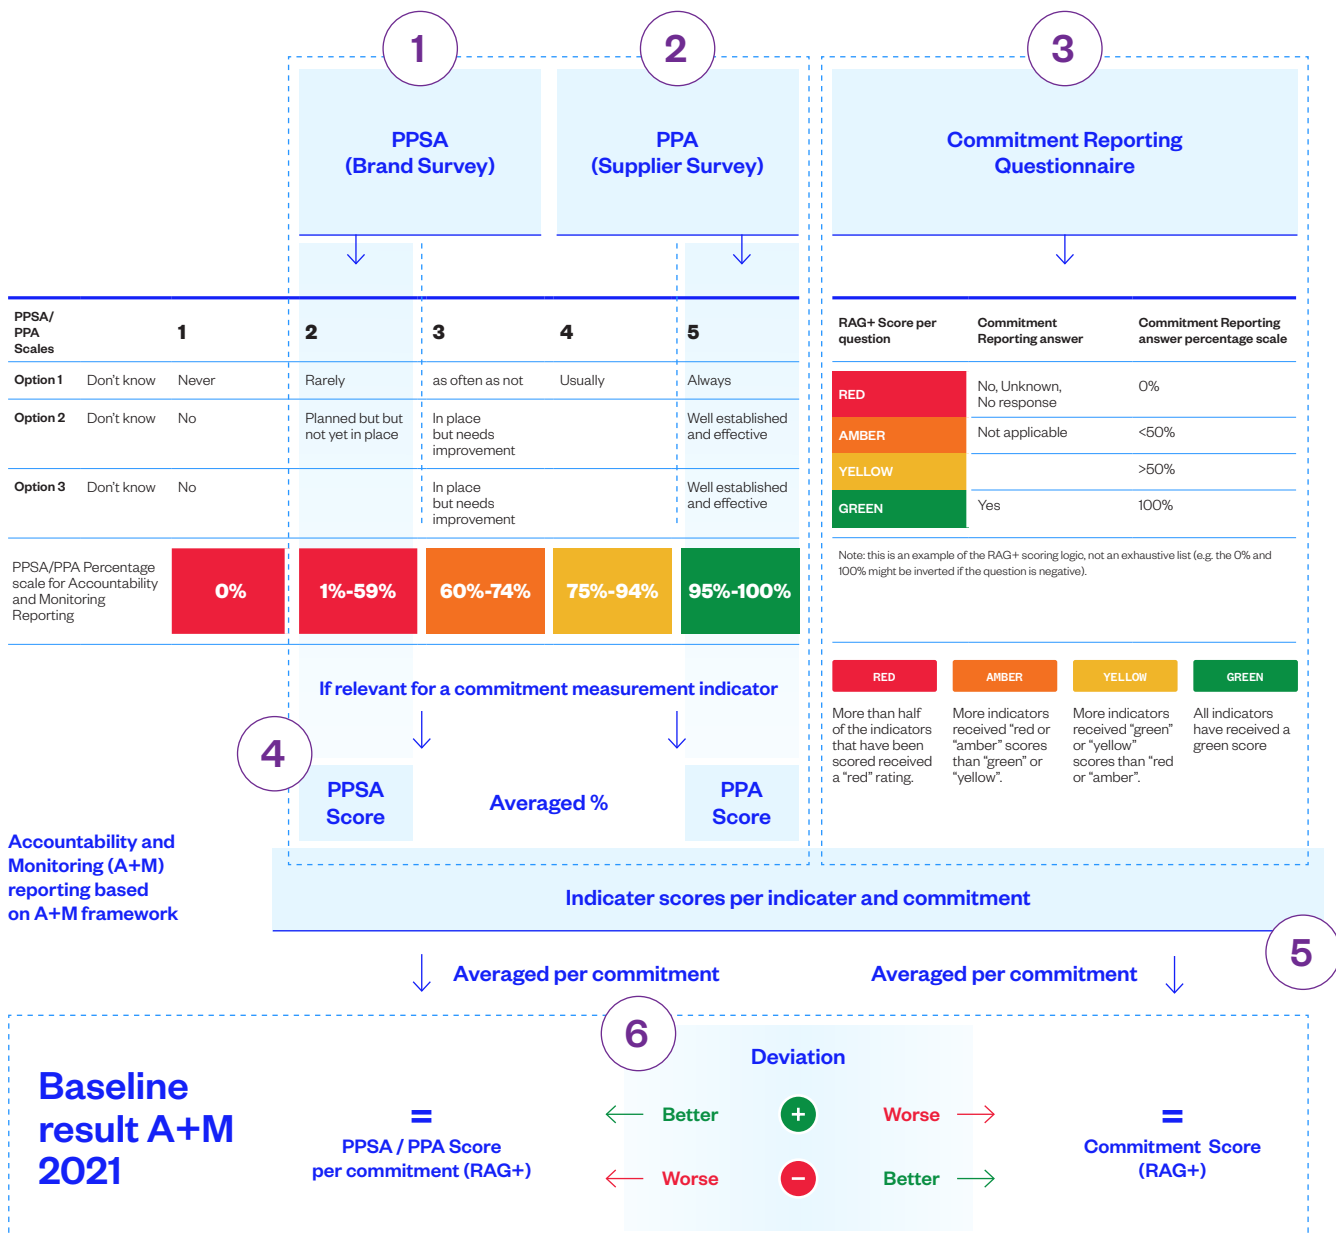 1
2
3
PPSA
(Brand Survey)
PPA
(Supplier Survey)
Commitment Reporting
Questionnaire
PPSA/
PPA
Scales
1
2
3
4
5
Option 1
Don't know
Never
Rarely
as often as not
Usually
Always
Option 2
Don't know
No
Planned but but
not yet in place
In place
but needs
improvement
Well established
and effective
Option 3
Don't know
No
In place
but needs
improvement
Well established
and effective
PPSA/PPA Percentage
scale for Accountability
and Monitoring
Reporting
0%
1%-59%
60%-74%
75%-94%
95%-100%
RAG+ Score per
question
Commitment
Reporting answer
Commitment Reporting
answer percentage scale
RED
No, Unknown,
No response
0%
AMBER
Not applicable
<50%
YELLOW
>50%
GREEN
Yes
100%
Note: this is an example of the RAG+ scoring logic, not an exhaustive list (e.g. the 0% and
100% might be inverted if the question is negative).
RED
More than half
of the indicators
that have been
scored received
a “red” rating.
AMBER
More indicators
received “red or
“amber” scores
than “green” or
“yellow”.
YELLOW
More indicators
received “green”
or “yellow”
scores than “red
or “amber”.
GREEN
All indicators
have received a
green score
If relevant for a commitment measurement indicator
4
PPSA
Score
Averaged %
PPA
Score
Accountability and
Monitoring (A+M)
reporting based
on A+M framework
Indicater scores per indicater and commitment
5
Averaged per commitment
Averaged per commitment
6
Baseline
result A+M
2021
=
PPSA / PPA Score
per commitment (RAG+)
Deviation
Better
+
Worse
Worse
−
Better
=
Commitment Score
(RAG+)